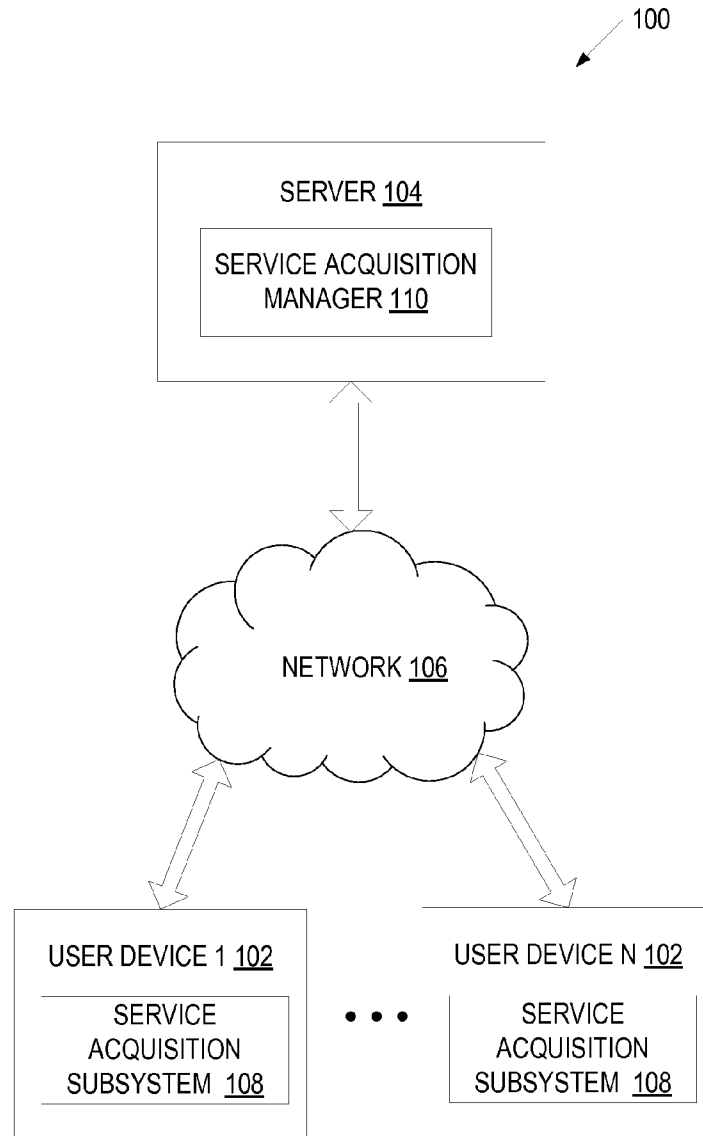 100
SERVER 104
SERVICE ACQUISITION
MANAGER 110
NETWORK 106
USER DEVICE 1 102
SERVICE
ACQUISITION
SUBSYSTEM 108
USER DEVICE N 102
SERVICE
ACQUISITION
SUBSYSTEM 108